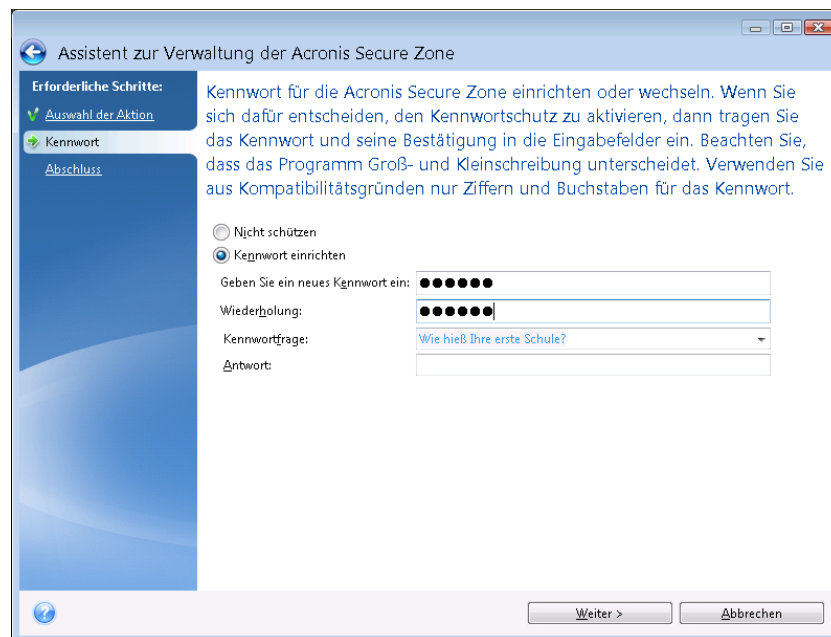 Assistent zur Verwaltung der Acronis Secure Zone
Erforderliche Schritte:
Auswahl der Aktion
Kennwort
Abschluss
Kennwort für die Acronis Secure Zone einrichten oder wechseln. Wenn Sie
sich dafür entscheiden, den Kennwortschutz zu aktivieren, dann tragen Sie
das Kennwort und seine Bestätigung in die Eingabefelder ein. Beachten Sie,
dass das Programm Groß- und Kleinschreibung unterscheidet. Verwenden Sie
aus Kompatibilitätsgründen nur Ziffern und Buchstaben für das Kennwort.
Nicht schützen
Kennwort einrichten
Geben Sie ein neues Kennwort ein: ●●●●●●
Wiederholung: ●●●●●●
Kennwortfrage: Wie hieß Ihre erste Schule?
Antwort:
? Weiter > Abbrechen